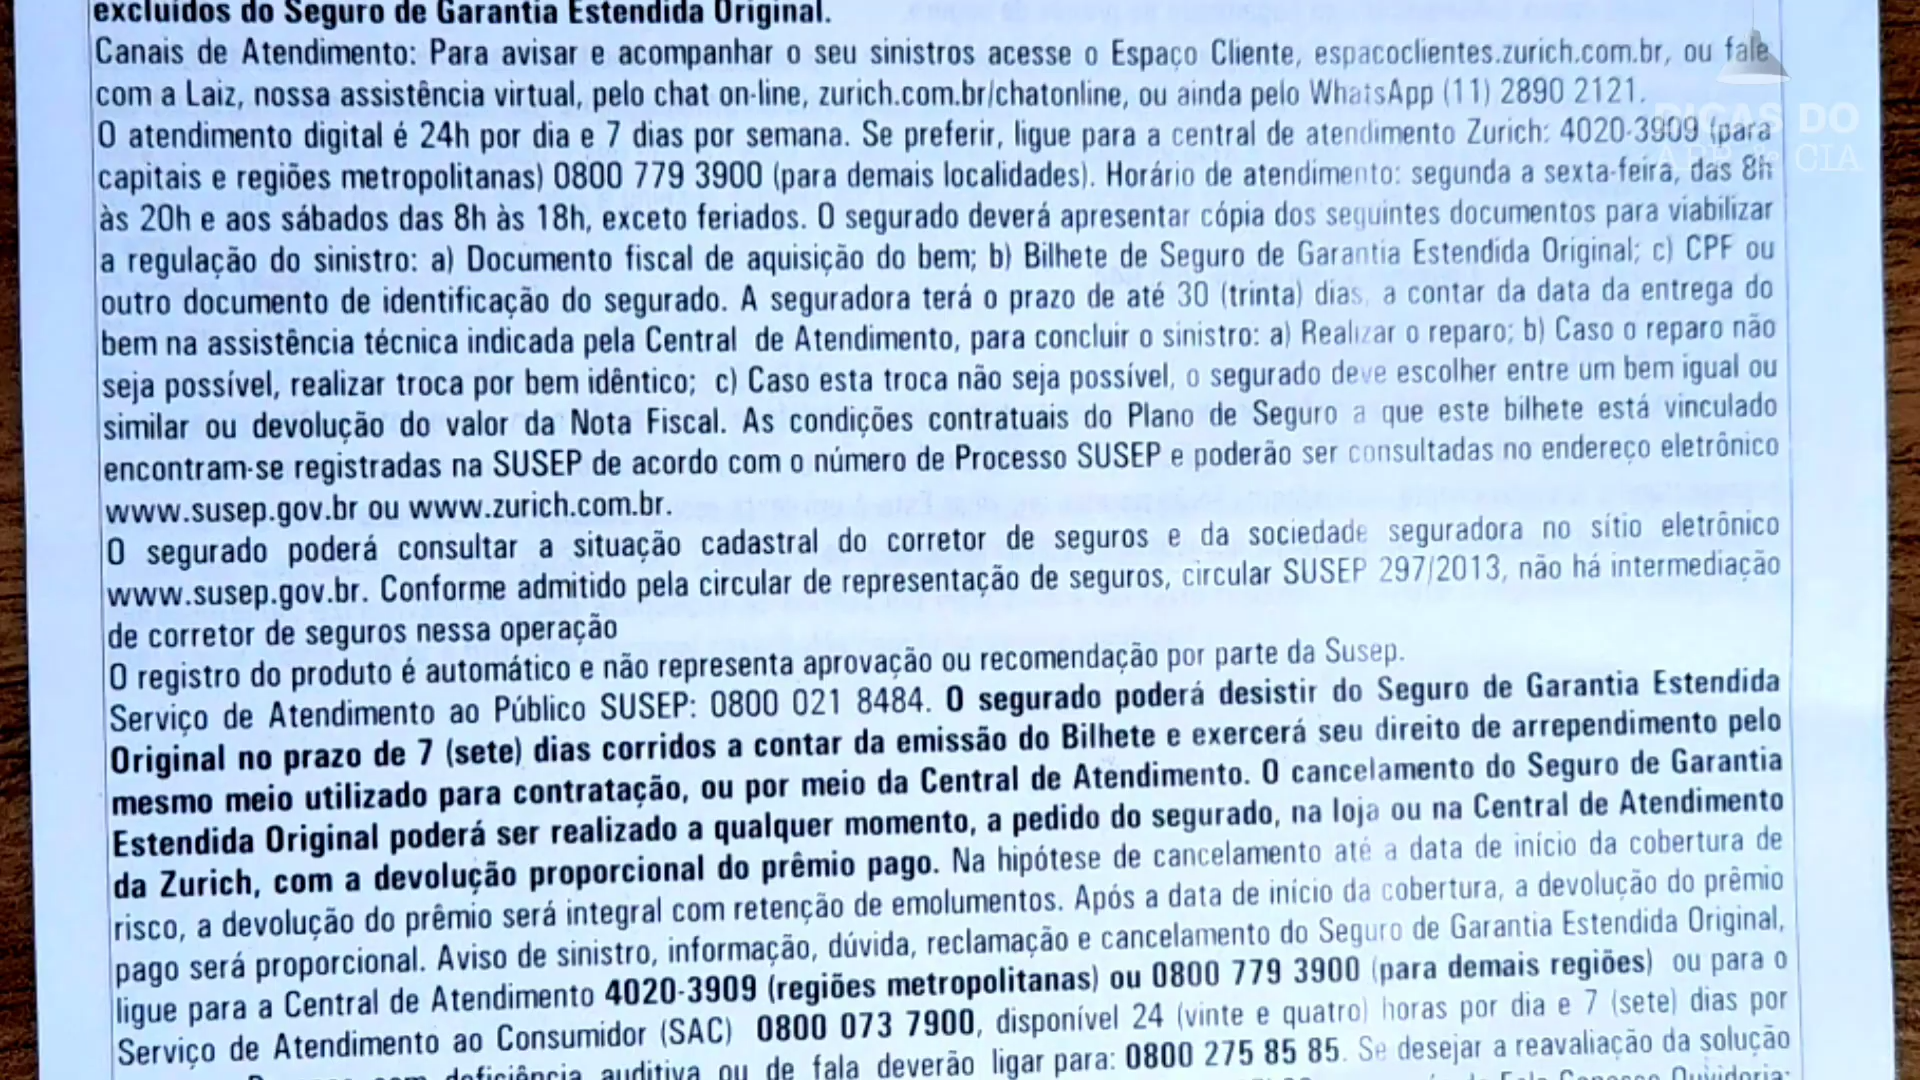 excluídos do Seguro de Garantia Estendida Original.
Canais de Atendimento: Para avisar e acompanhar o seu sinistros acesse o Espaço Cliente, espacoclientes.zurich.com.br, ou fale
com a Laiz, nossa assistência virtual, pelo chat on-line, zurich.com.br/chatonline, ou ainda pelo WhatsApp (11) 2890 2121.
DICAS DO
O atendimento digital é 24h por dia e 7 dias por semana. Se preferir, ligue para a central de atendimento Zurich: 4020-3909 (para
CIA
capitais e regiões metropolitanas) 0800 779 3900 (para demais localidades). Horário de atendimento: segunda a sexta-feira, das 8h
às 20h e aos sábados das 8h às 18h, exceto feriados. O segurado deverá apresentar cópia dos seguintes documentos para viabilizar
a regulação do sinistro: a) Documento fiscal de aquisição do bem; b) Bilhete de Seguro de Garantia Estendida Original; c) CPF ou
outro documento de identificação do segurado. A seguradora terá o prazo de até 30 (trinta) dias, a contar da data da entrega do
bem na assistência técnica indicada pela Central de Atendimento, para concluir o sinistro: a) Realizar o reparo; b) Caso o reparo não
seja possível, realizar troca por bem idêntico; c) Caso esta troca não seja possível, o segurado deve escolher entre um bem igual ou
similar ou devolução do valor da Nota Fiscal. As condições contratuais do Plano de Seguro a que este bilhete está vinculado
encontram-se registradas na SUSEP de acordo com o número de Processo SUSEP e poderão ser consultadas no endereço eletrônico
www.susep.gov.br ou www.zurich.com.br.
O segurado poderá consultar a situação cadastral do corretor de seguros e da sociedade seguradora no sítio eletrônico
www.susep.gov.br. Conforme admitido pela circular de representação de seguros, circular SUSEP 297/2013, não há intermediação
de corretor de seguros nessa operação
O registro do produto é automático e não representa aprovação ou recomendação por parte da Susep.
Serviço de Atendimento ao Público SUSEP: 0800 021 8484. O segurado poderá desistir do Seguro de Garantia Estendida
Original no prazo de 7 (sete) dias corridos a contar da emissão do Bilhete e exercerá seu direito de arrependimento pelo
mesmo meio utilizado para contratação, ou por meio da Central de Atendimento. O cancelamento do Seguro de Garantia
Estendida Original poderá ser realizado a qualquer momento, a pedido do segurado, na loja ou na Central de Atendimento
da Zurich, com a devolução proporcional do prêmio pago. Na hipótese de cancelamento até a data de início da cobertura de
risco, a devolução do prêmio será integral com retenção de emolumentos. Após a data de início da cobertura, a devolução do prêmio
pago será proporcional. Aviso de sinistro, informação, dúvida, reclamação e cancelamento do Seguro de Garantia Estendida Original,
ligue para a Central de Atendimento 4020-3909 (regiões metropolitanas) ou 0800 779 3900 (para demais regiões) ou para o
Serviço de Atendimento ao Consumidor (SAC) 0800 073 7900, disponível 24 (vinte e quatro) horas por dia e 7 (sete) dias por
deficiência auditiva ou de fala deverão ligar para: 0800 275 85 85. Se desejar a reavaliação da solução
Fale Conosco Ouvidoria: